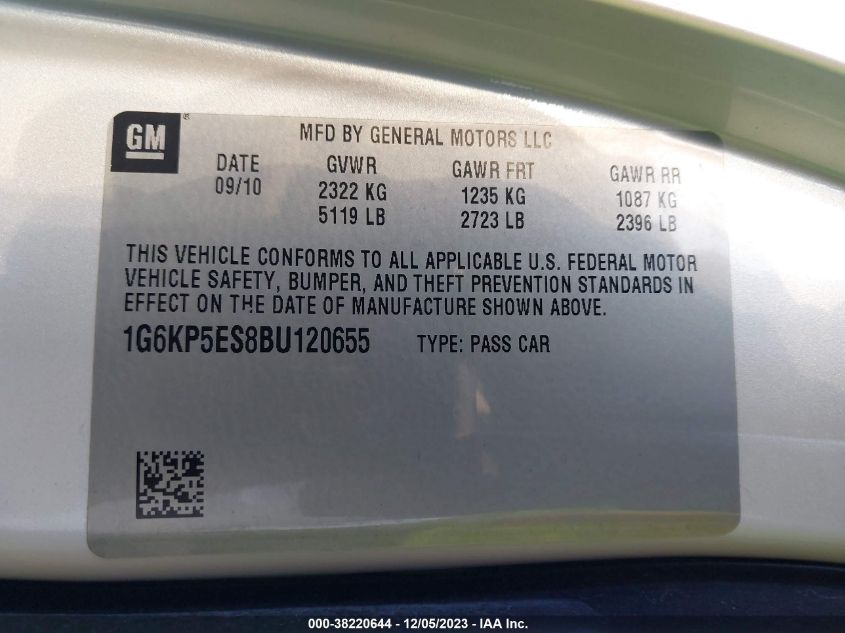 GM ®
MFD BY GENERAL MOTORS LLC
DATE GVWR GAWR FRT GAWR RR
09/10 2322 KG 1235 KG 1087 KG
5119 LB 2723 LB 2396 LB
THIS VEHICLE CONFORMS TO ALL APPLICABLE U.S. FEDERAL MOTOR
VEHICLE SAFETY, BUMPER, AND THEFT PREVENTION STANDARDS IN
EFFECT ON THE DATE OF MANUFACTURE SHOWN ABOVE.
1G6KP5ES8BU120655 TYPE: PASS CAR
000-38220644 - 12/05/2023 - IAA Inc.